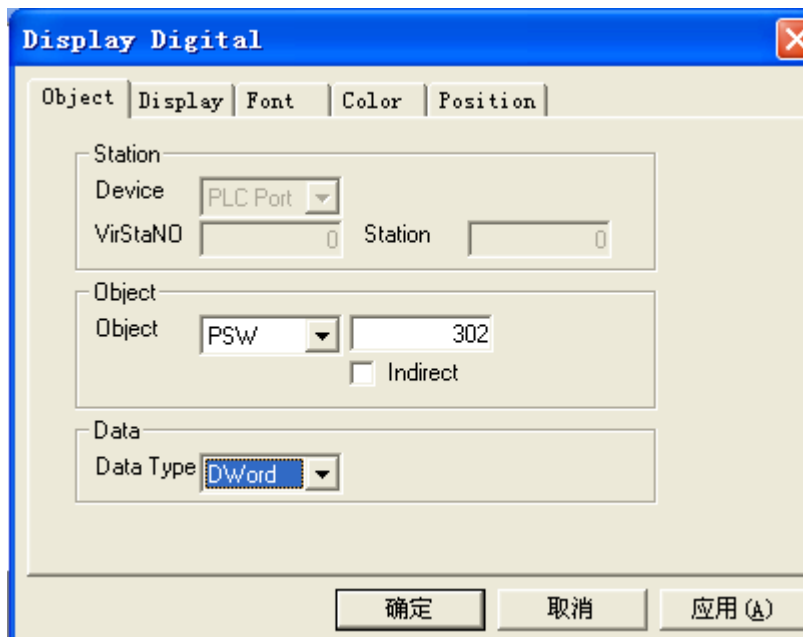 Display Digital
Object Display Font Color Position
Station
Device PLC Port
VirStaNO 0 Station 0
Object
Object PSW 302
Indirect
Data
Data Type DWord
确定 取消 应用(A)